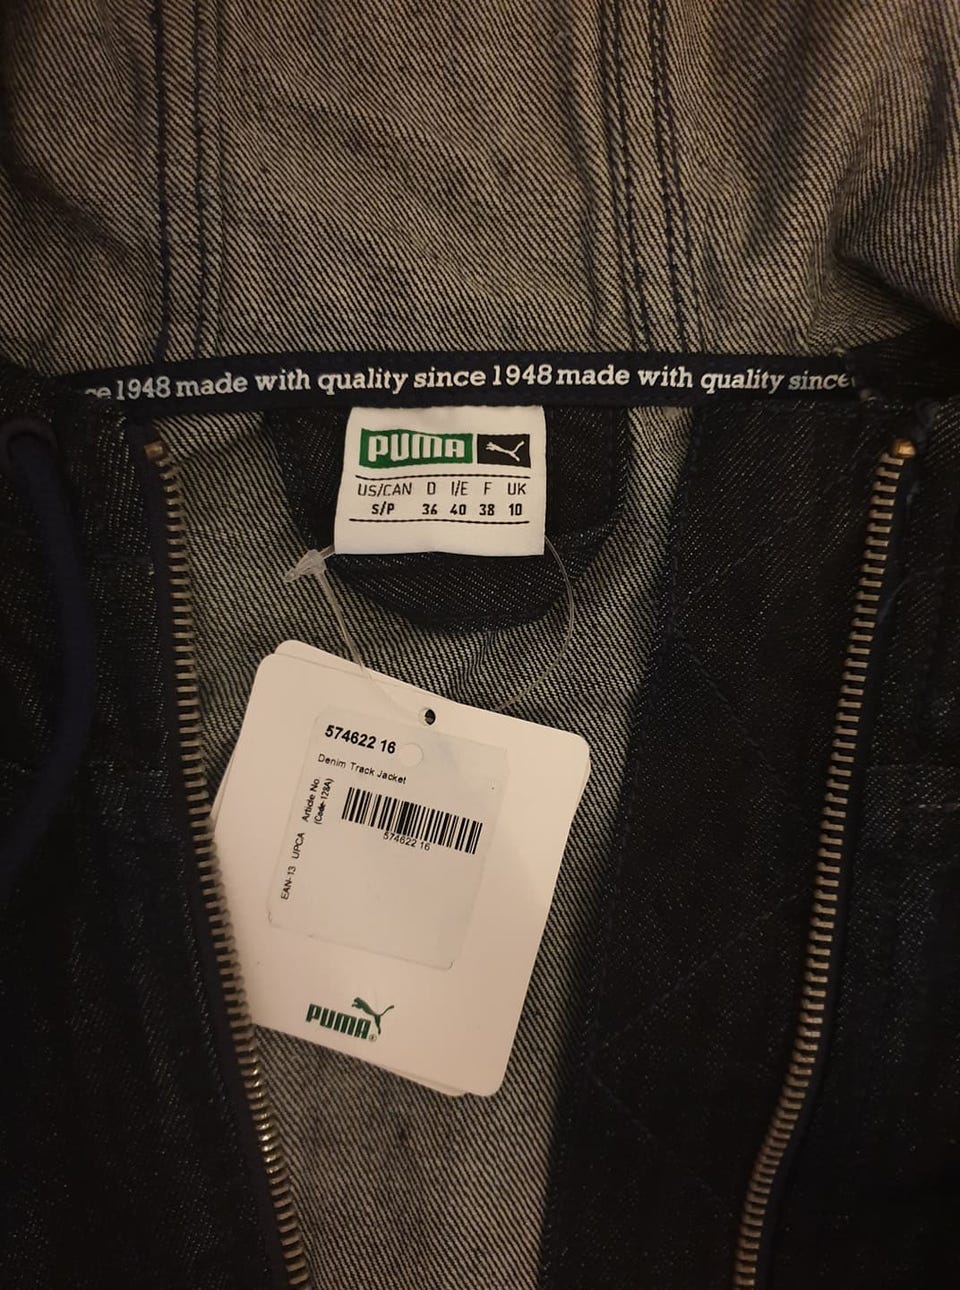 ce 1948 made with quality since 1948 made with quality since
PUMA
US/CAN D I/E F UK
S/P 36 40 38 10
574622 16
Denim Track Jacket
Article No.
(Code-128A)
574622 16
EAN-13 UPCA
PUMA®